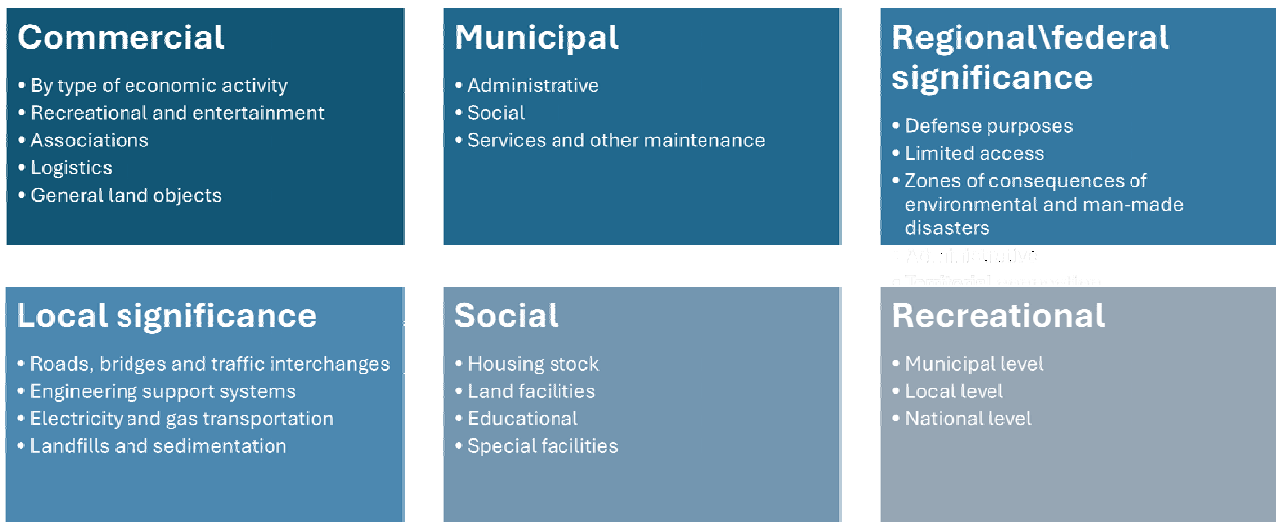 Commercial
• By type of economic activity
• Recreational and entertainment
• Associations
• Logistics
• General land objects
Municipal
• Administrative
• Social
• Services and other maintenance
Regional\federal
significance
• Defense purposes
• Limited access
• Zones of consequences of
environmental and man-made
disasters
Local significance
• Roads, bridges and traffic interchanges
• Engineering support systems
• Electricity and gas transportation
• Landfills and sedimentation
Social
• Housing stock
• Land facilities
• Educational
• Special facilities
Recreational
• Municipal level
• Local level
• National level